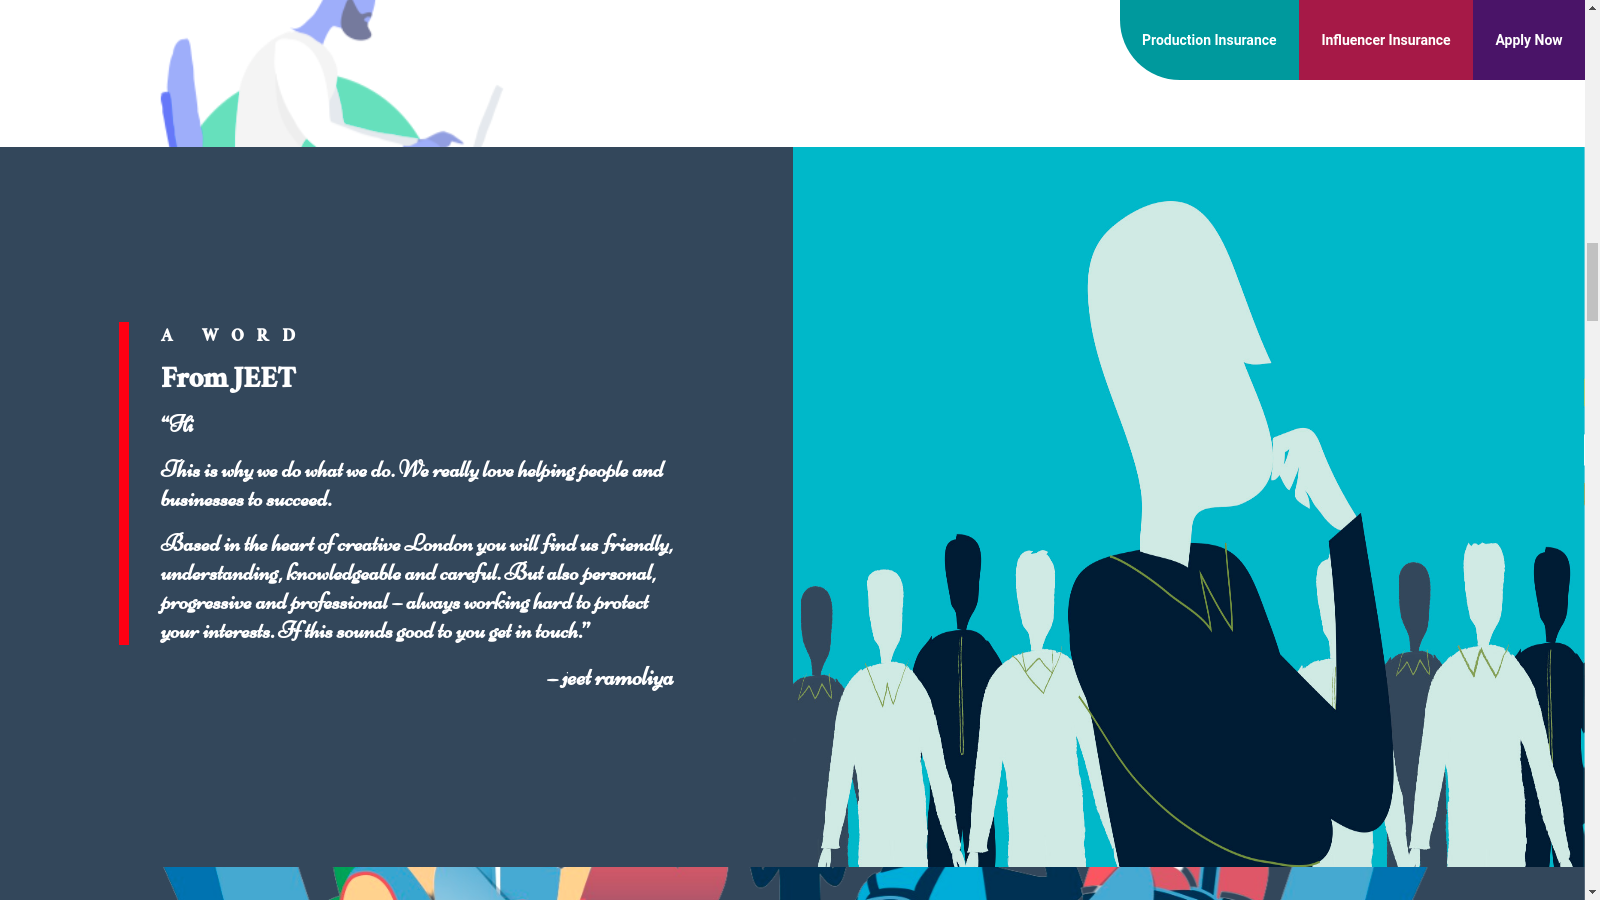 Production Insurance
Influencer Insurance
Apply Now
A WORD
From JEET
“Hi
This is why we do what we do. We really love helping people and
businesses to succeed.
Based in the heart of creative London you will find us friendly,
understanding, knowledgeable and careful. But also personal,
progressive and professional – always working hard to protect
your interests. If this sounds good to you get in touch.”
– jeet ramoliya